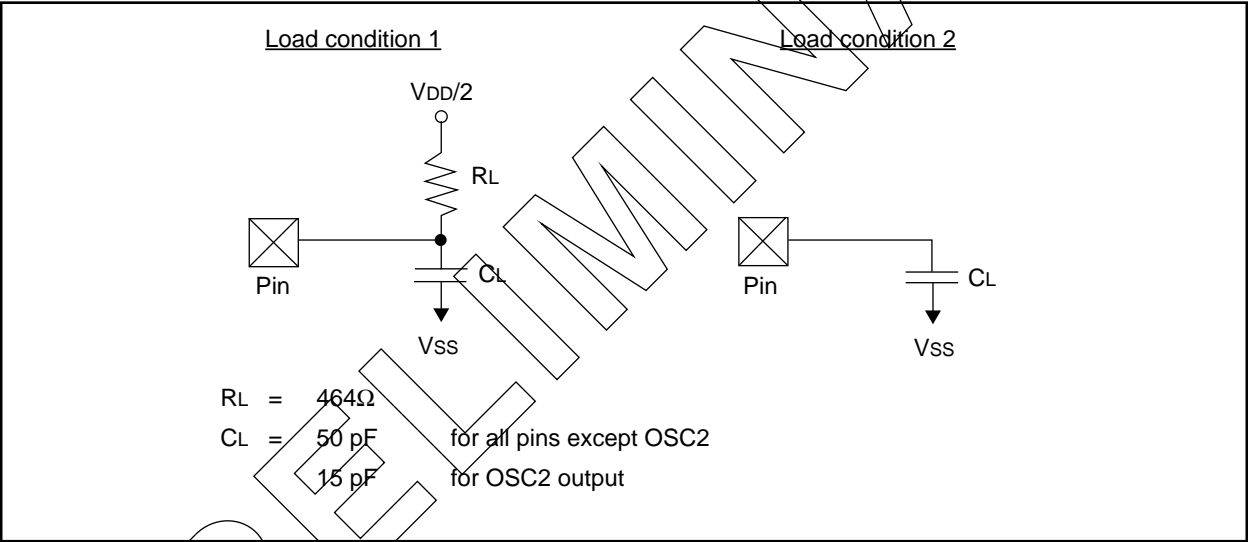 Load condition 1
Load condition 2
VDD/2
RL
CL
Pin
VSS
Pin
CL
VSS
RL = 464Ω
CL = 50 pF for all pins except OSC2
15 pF for OSC2 output
ELIMIN